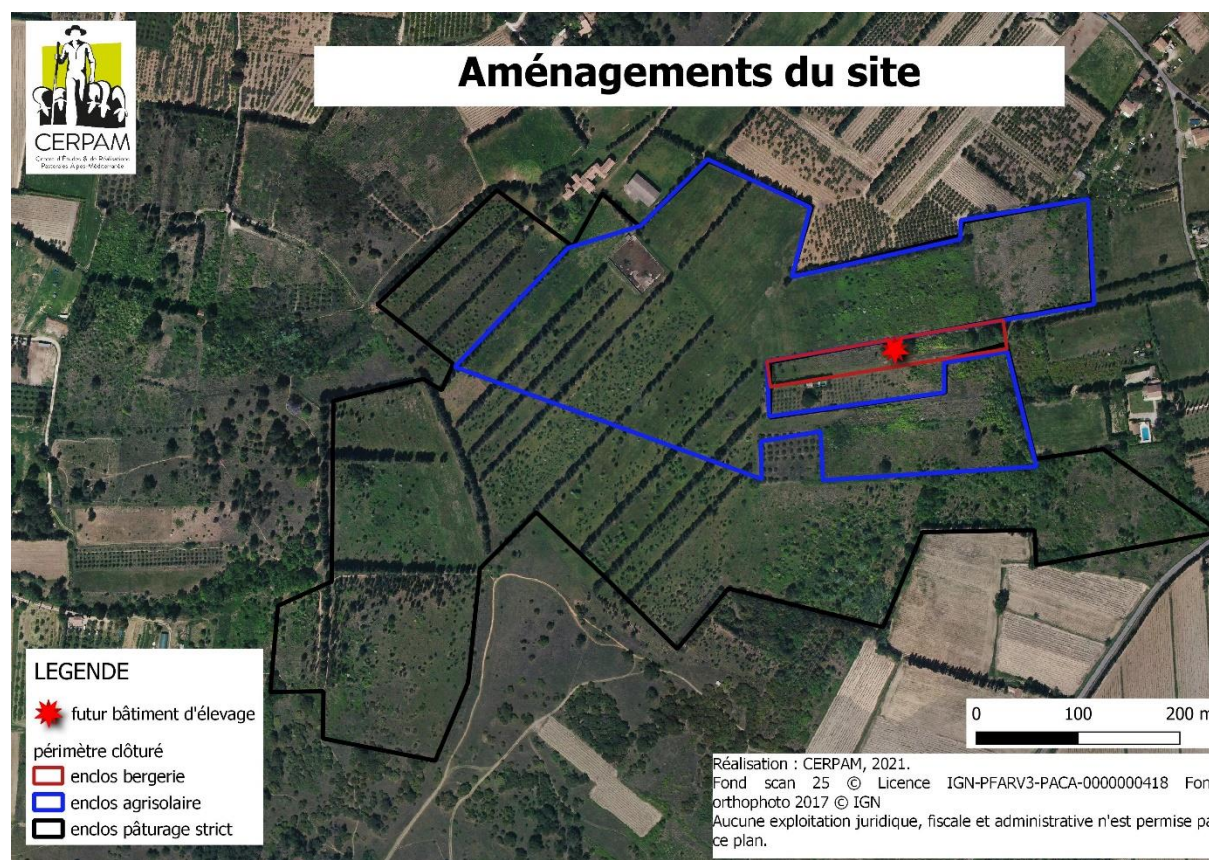 Aménagements du site
CERPAM
Centre d'Études & de Réalisations
Pastorales Alpes-Méditerranée
LEGENDE
futur bâtiment d'élevage
périmètre clôturé
enclos bergerie
enclos agrisolaire
enclos pâturage strict
0 100 200 m
Réalisation : CERPAM, 2021.
Fond scan 25 © Licence IGN-PFARV3-PACA-0000000418 Fon
orthophoto 2017 © IGN
Aucune exploitation juridique, fiscale et administrative n'est permise pa
ce plan.